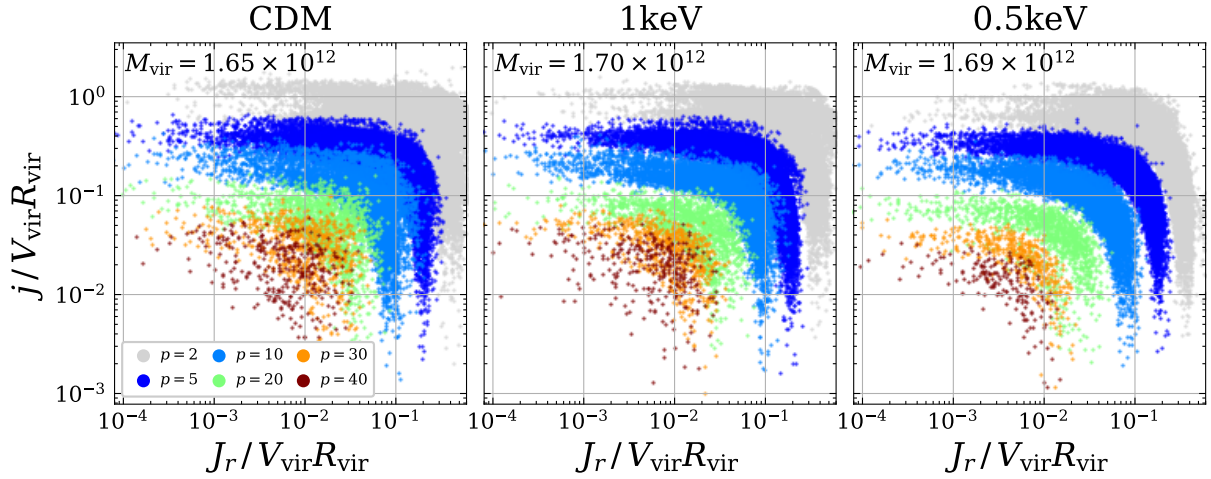 CDM 1keV 0.5keV
M_vir = 1.65 × 10^12 M_vir = 1.70 × 10^12 M_vir = 1.69 × 10^12
j / V_vir R_vir
10^0
10^−1
10^−2
10^−3
p = 2 p = 10 p = 30
p = 5 p = 20 p = 40
10^−4 10^−3 10^−2 10^−1 10^−4 10^−3 10^−2 10^−1 10^−4 10^−3 10^−2 10^−1
J_r / V_vir R_vir J_r / V_vir R_vir J_r / V_vir R_vir